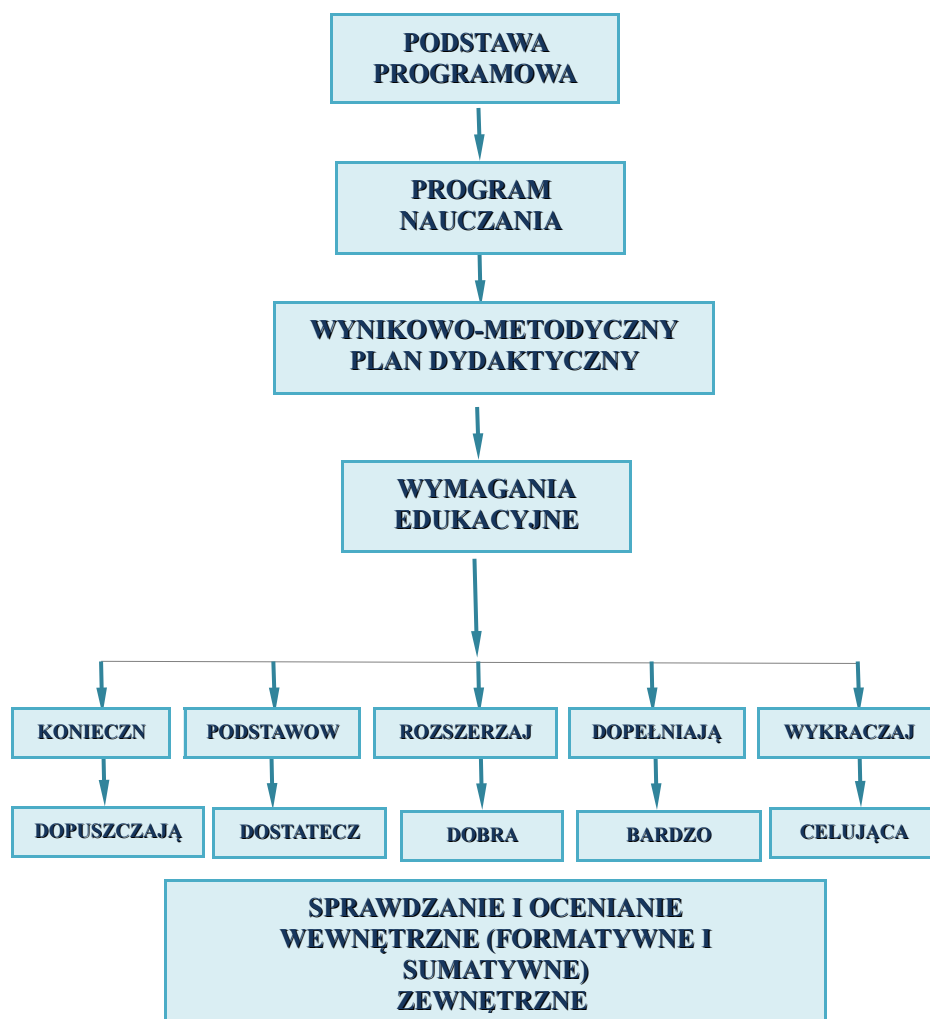 PODSTAWA
PROGRAMOWA
PROGRAM
NAUCZANIA
WYNIKOWO-METODYCZNY
PLAN DYDAKTYCZNY
WYMAGANIA
EDUKACYJNE
KONIECZN
PODSTAWOW
ROZSZERZAJ
DOPEŁNIAJĄ
WYKRACZAJ
DOPUSZCZAJĄ
DOSTATECZ
DOBRA
BARDZO
CELUJĄCA
SPRAWDZANIE I OCENIANIE
WEWNĘTRZNE (FORMATYWNE I
SUMATYWNE)
ZEWNĘTRZNE